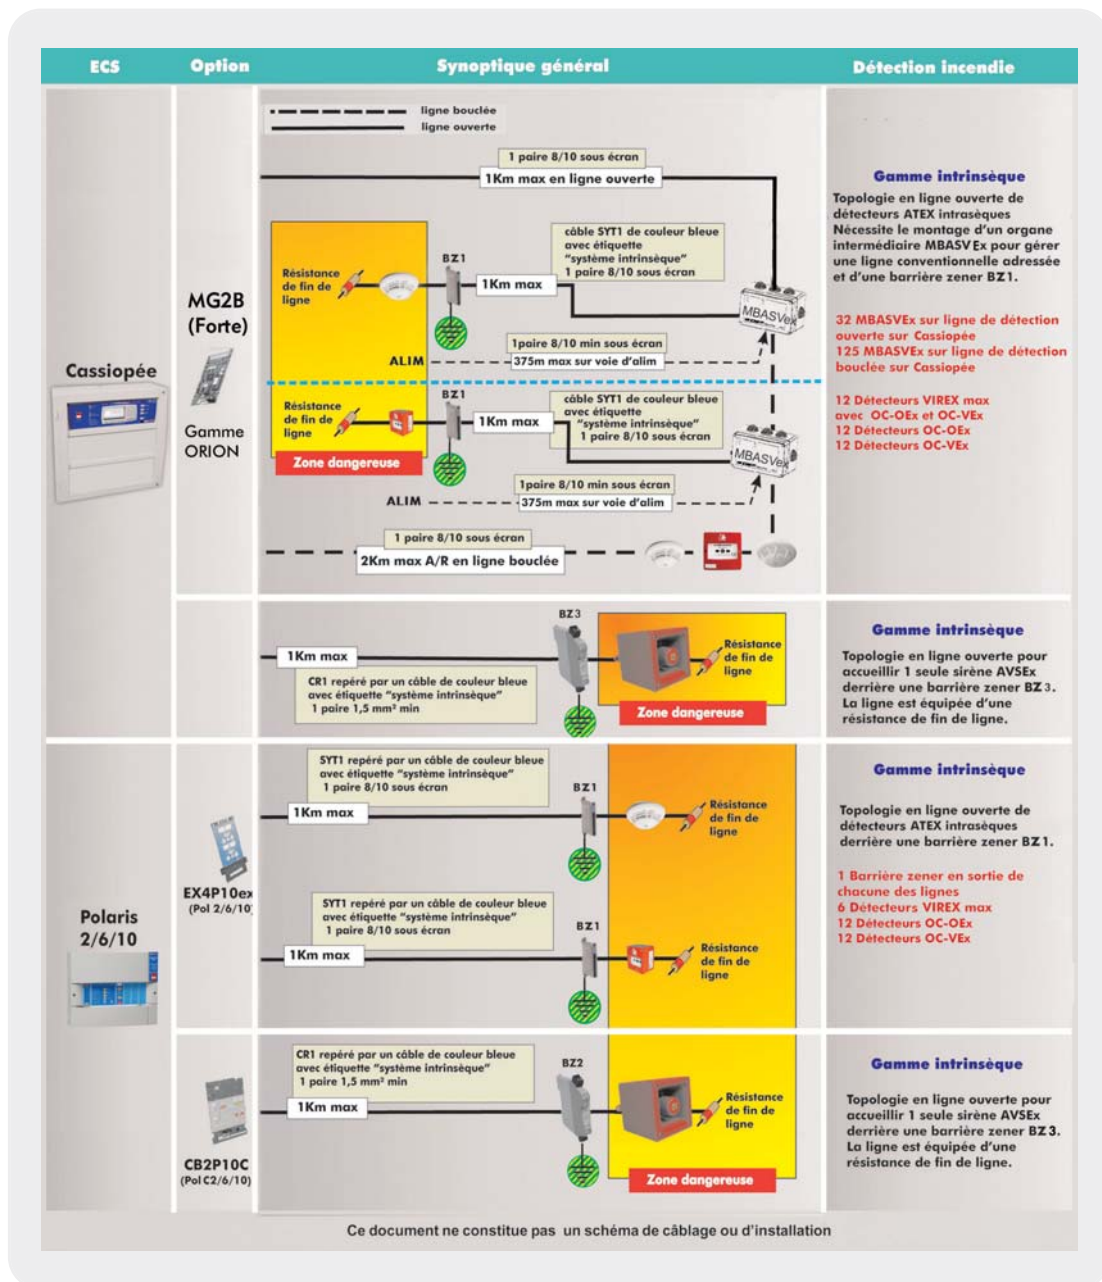 ECS Option Synoptique général Détection incendie
ligne bouclée
ligne ouverte
1 paire 8/10 sous écran
1Km max en ligne ouverte
câble SYT1 de couleur bleue
avec étiquette
“système intrinsèque”
1 paire 8/10 sous écran
Résistance
de fin de
ligne
BZ1
1Km max
MBASVex
1paire 8/10 min sous écran
ALIM
375m max sur voie d’alim
MG2B
(Forte)
Gamme
ORION
Cassiopée
Résistance
de fin de
ligne
BZ1
1Km max
câble SYT1 de couleur bleue
avec étiquette
“système intrinsèque”
1 paire 8/10 sous écran
MBASVex
Zone dangereuse
1paire 8/10 min sous écran
ALIM
375m max sur voie d’alim
1 paire 8/10 sous écran
2Km max A/R en ligne bouclée
Gamme intrinsèque
Topologie en ligne ouverte de
détecteurs ATEX intrasèques
Nécessite le montage d’un organe
intermédiaire MBASVEx pour gérer
une ligne conventionnelle adressée
et d’une barrière zener BZ1.
32 MBASVEx sur ligne de détection
ouverte sur Cassiopée
125 MBASVEx sur ligne de détection
bouclée sur Cassiopée
12 Détecteurs VIREX max
avec OC-OEx et OC-VEx
12 Détecteurs OC-OEx
12 Détecteurs OC-VEx
BZ3
1Km max
CR1 repéré par un câble de couleur bleue
avec étiquette “système intrinsèque”
1 paire 1,5 mm² min
Résistance
de fin de
ligne
Zone dangereuse
Gamme intrinsèque
Topologie en ligne ouverte pour
accueillir 1 seule sirène AVSEx
derrière une barrière zener BZ3.
La ligne est équipée d’une
résistance de fin de ligne.
Polaris
2/6/10
EX4P10ex
(Pol 2/6/10)
SYT1 repéré par un câble de couleur bleue
avec étiquette “système intrinsèque”
1 paire 8/10 sous écran
1Km max
BZ1
Résistance
de fin de
ligne
SYT1 repéré par un câble de couleur bleue
avec étiquette “système intrinsèque”
1 paire 8/10 sous écran
1Km max
BZ1
Résistance
de fin de
ligne
Gamme intrinsèque
Topologie en ligne ouverte de
détecteurs ATEX intrasèques
derrière une barrière zener BZ1.
1 Barrière zener en sortie de
chacune des lignes
6 Détecteurs VIREX max
12 Détecteurs OC-OEx
12 Détecteurs OC-VEx
CB2P10C
(Pol C2/6/10)
CR1 repéré par un câble de couleur bleue
avec étiquette “système intrinsèque”
1 paire 1,5 mm² min
1Km max
BZ2
Résistance
de fin de
ligne
Zone dangereuse
Gamme intrinsèque
Topologie en ligne ouverte pour
accueillir 1 seule sirène AVSEx
derrière une barrière zener BZ3.
La ligne est équipée d’une
résistance de fin de ligne.
Ce document ne constitue pas un schéma de câblage ou d’installation